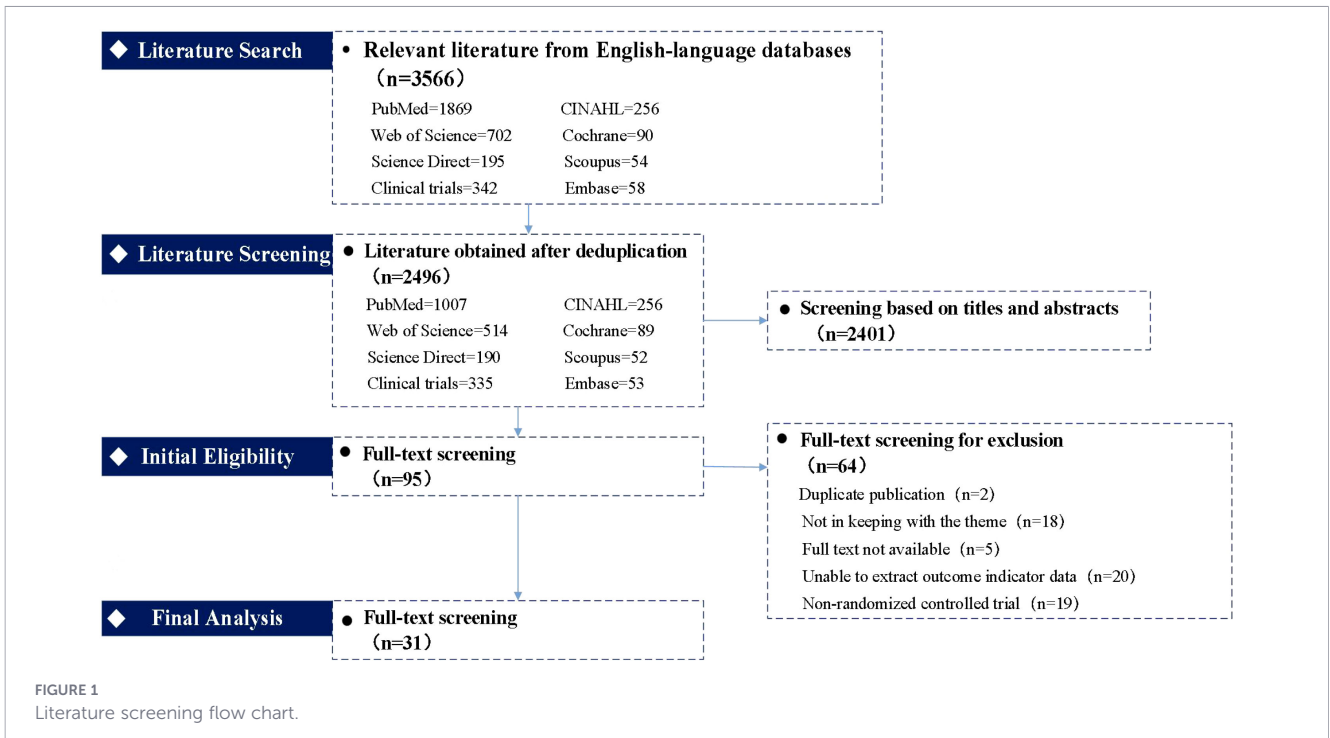 ◆ Literature Search
• Relevant literature from English-language databases
(n=3566)
PubMed=1869 CINAHL=256
Web of Science=702 Cochrane=90
Science Direct=195 Scoupus=54
Clinical trials=342 Embase=58
◆ Literature Screening
● Literature obtained after deduplication
(n=2496)
PubMed=1007 CINAHL=256
Web of Science=514 Cochrane=89
Science Direct=190 Scoupus=52
Clinical trials=335 Embase=53
● Screening based on titles and abstracts
(n=2401)
◆ Initial Eligibility
● Full-text screening
(n=95)
● Full-text screening for exclusion
(n=64)
Duplicate publication (n=2)
Not in keeping with the theme (n=18)
Full text not available (n=5)
Unable to extract outcome indicator data (n=20)
Non-randomized controlled trial (n=19)
◆ Final Analysis
● Full-text screening
(n=31)
FIGURE 1
Literature screening flow chart.